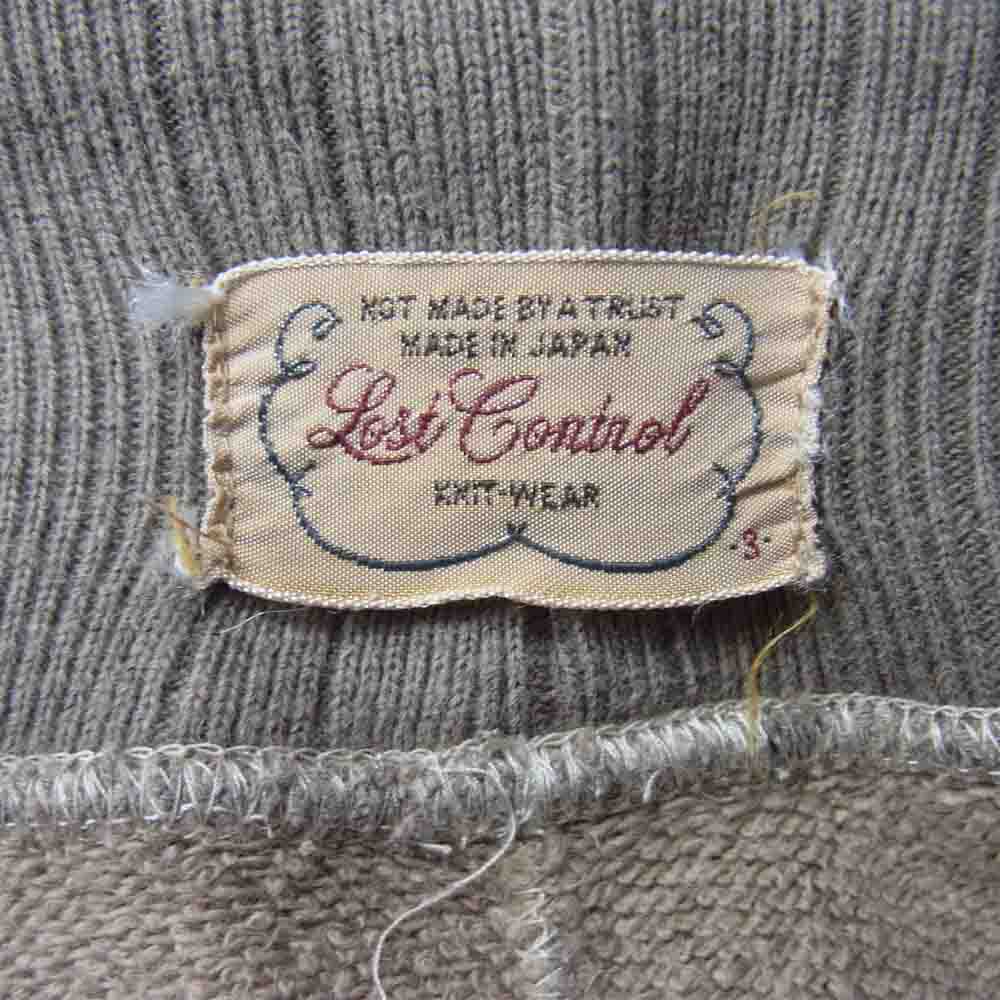 NOT MADE BY A TRUST
MADE IN JAPAN
Lost Control
KNIT-WEAR
·3·